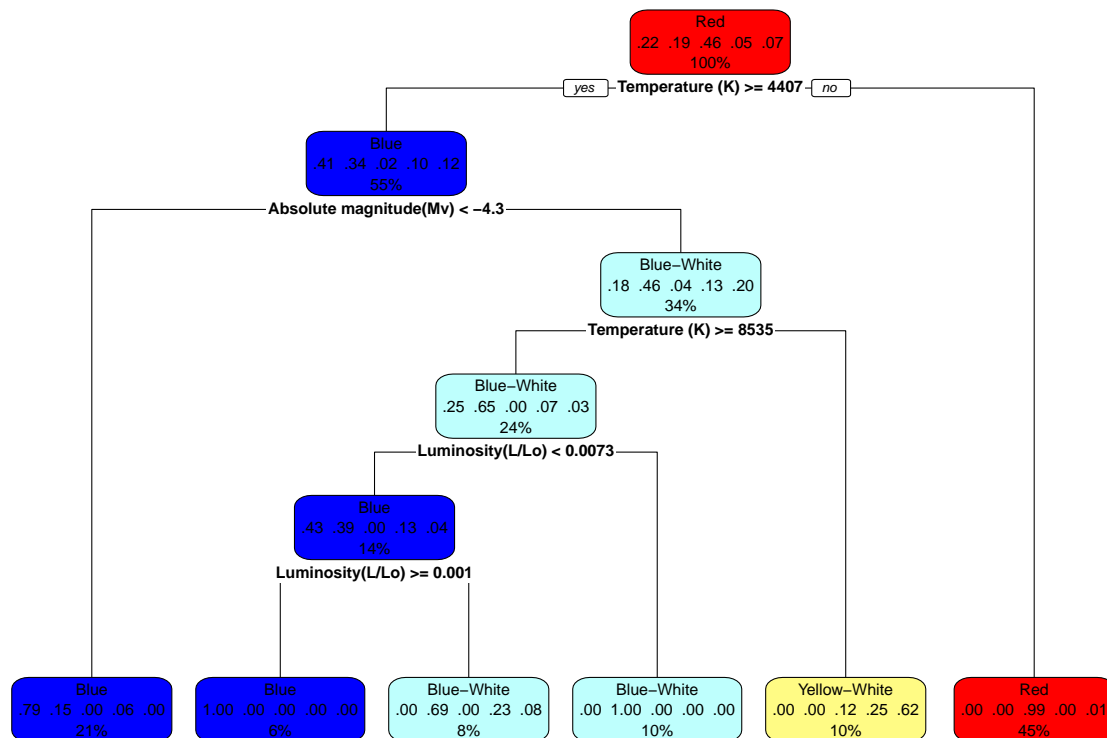 Red
.22 .19 .46 .05 .07
100%
yes Temperature (K) >= 4407 no
Blue
.41 .34 .02 .10 .12
55%
Absolute magnitude(Mv) < −4.3
Blue−White
.18 .46 .04 .13 .20
34%
Temperature (K) >= 8535
Blue−White
.25 .65 .00 .07 .03
24%
Luminosity(L/Lo) < 0.0073
Blue
.43 .39 .00 .13 .04
14%
Luminosity(L/Lo) >= 0.001
Blue
.79 .15 .00 .06 .00
21%
Blue
1.00 .00 .00 .00 .00
6%
Blue−White
.00 .69 .00 .23 .08
8%
Blue−White
.00 1.00 .00 .00 .00
10%
Yellow−White
.00 .00 .12 .25 .62
10%
Red
.00 .00 .99 .00 .01
45%